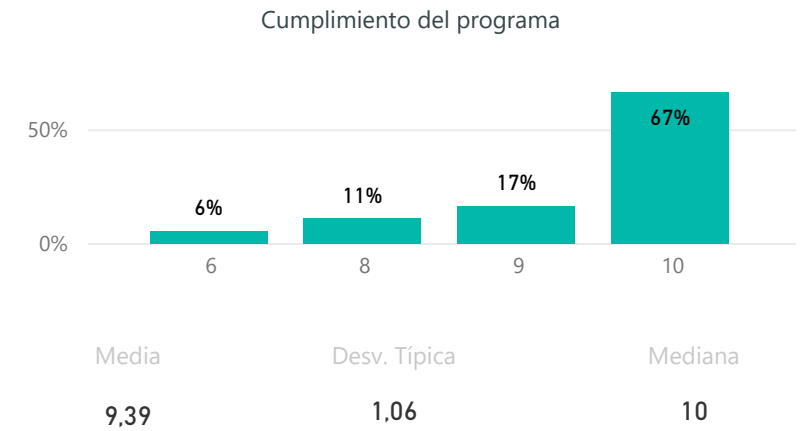 Cumplimiento del programa
50%
0%
6%
11%
17%
67%
6 8 9 10
Media Desv. Típica Mediana
9,39 1,06 10